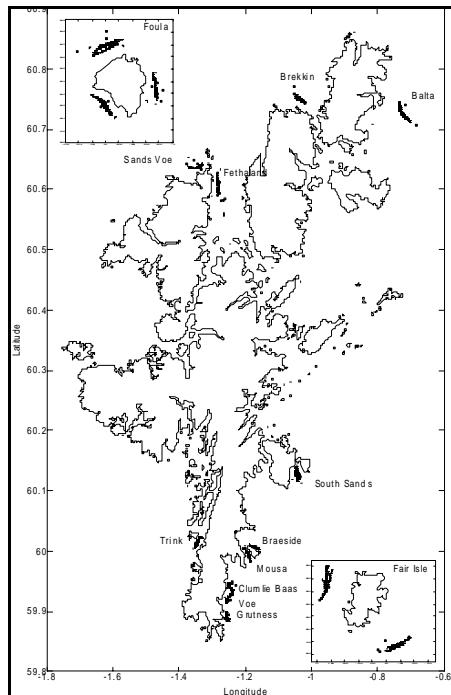 60.9
Foula
60.8
Brekkin
Balta
60.7
Sands Voe
Fethaland
60.6
60.5
60.4
Latitude
60.3
60.2
South Sands
60.1
Trink
Braeside
60
Mousa
Fair Isle
Clumlie Baas
Voe
59.9
Grutness
59.8
-1.8
-1.6
-1.4
-1.2
-1
-0.8
-0.6
Longitude